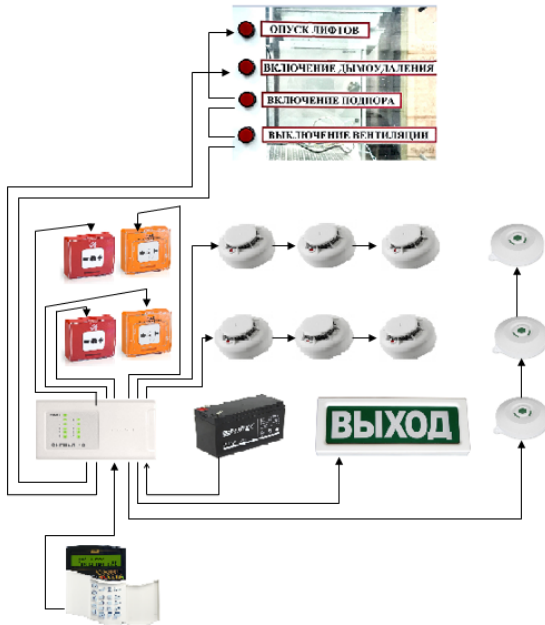 ОПУСК ЛИФТОВ
ВКЛЮЧЕНИЕ ДЫМОУДАЛЕНИЯ
ВКЛЮЧЕНИЕ ПОДПОРА
ВЫКЛЮЧЕНИЕ ВЕНТИЛЯЦИИ
ВЫХОД